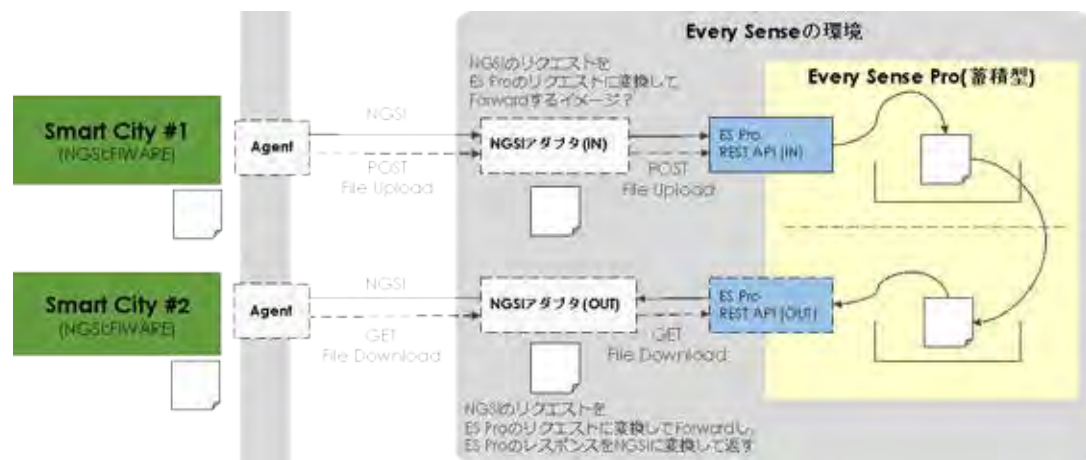 Every Senseの環境
NGSIのリクエストを
ES Proのリクエストに変換して
Forwardするイメージ？
Every Sense Pro(蓄積型)
Smart City #1
(NGSI:FIWARE)
Agent
NGSI
POST
File Upload
NGSIアダプタ(IN)
POST
File Upload
ES Pro
REST API (IN)
Smart City #2
(NGSI:FIWARE)
Agent
NGSI
GET
File Download
NGSIアダプタ(OUT)
GET
File Download
ES Pro
REST API (OUT)
NGSIのリクエストを
ES Proのリクエストに変換してForwardし、
ES ProのレスポンスをNGSIに変換して返す